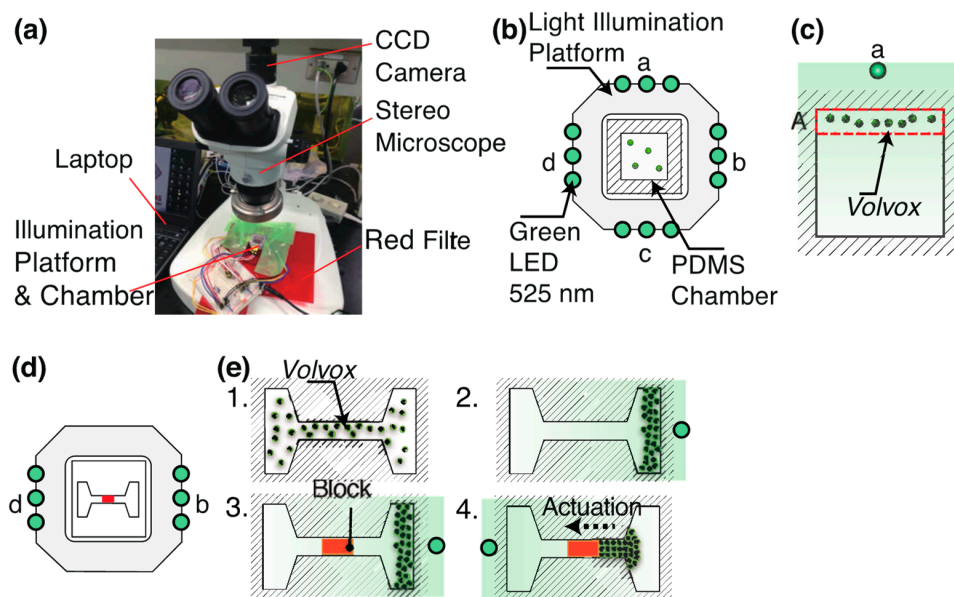 (a)
CCD
Camera
Stereo
Microscope
Laptop
Illumination
Platform
& Chamber
Red Filte
(b)
Light Illumination
Platform
a
d
b
c
Green
LED
525 nm
PDMS
Chamber
(c)
a
A
Volvox
(d)
d
b
(e)
Volvox
1.
2.
3.
Block
4.
Actuation